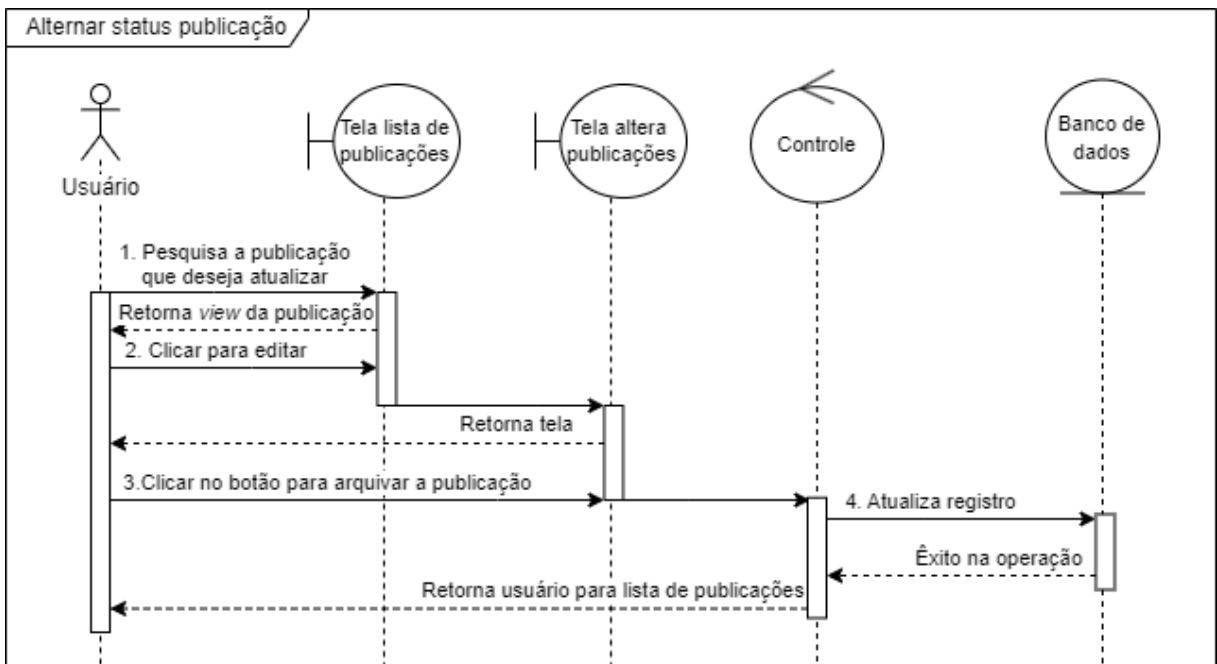 Alternar status publicação
Tela lista de
publicações
Tela altera
publicações
Controle
Banco de
dados
Usuário
1. Pesquisa a publicação
que deseja atualizar
Retorna view da publicação
2. Clicar para editar
Retorna tela
3.Clicar no botão para arquivar a publicação
4. Atualiza registro
Êxito na operação
Retorna usuário para lista de publicações